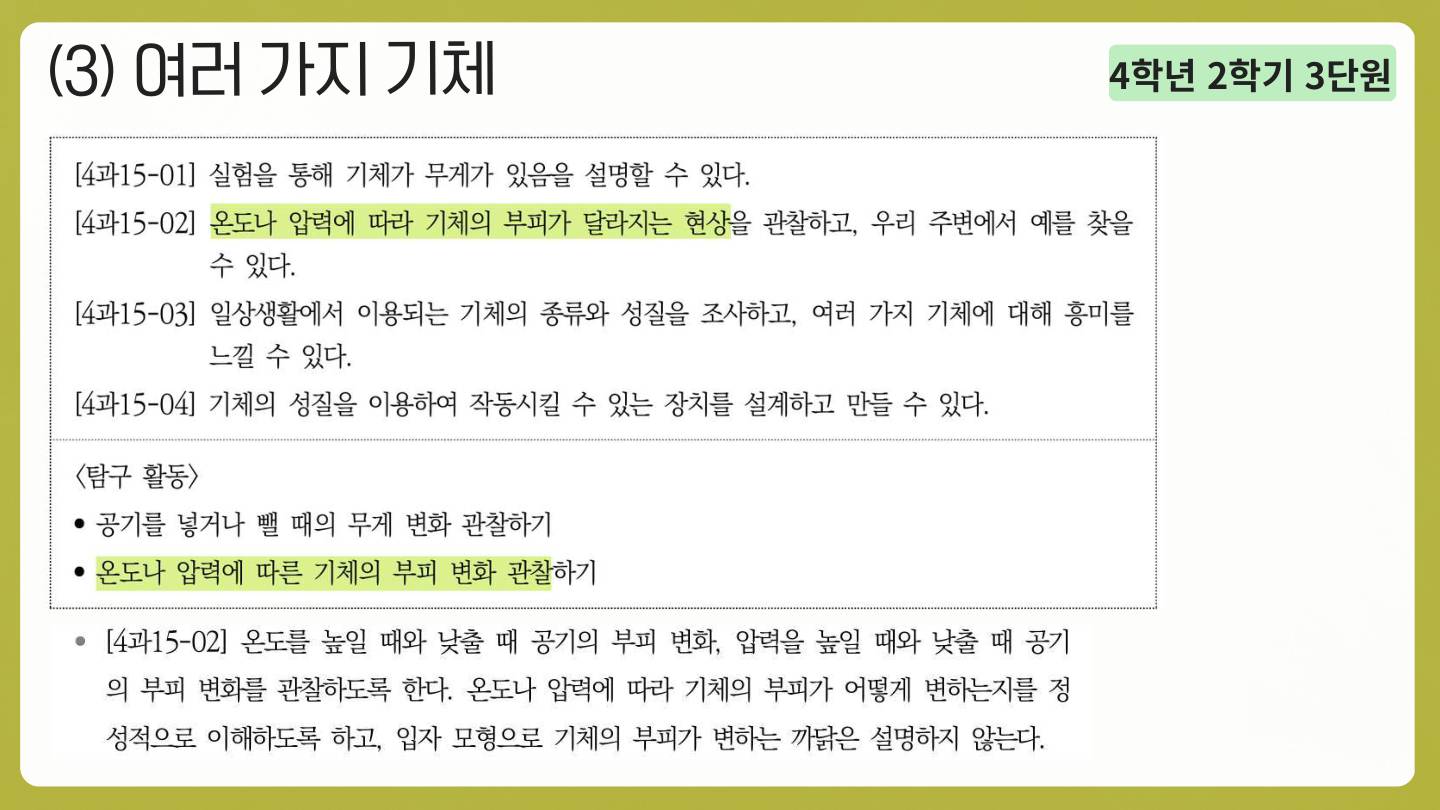 (3) 여러 가지 기체
4학년 2학기 3단원
[4과15-01] 실험을 통해 기체가 무게가 있음을 설명할 수 있다.
[4과15-02] 온도나 압력에 따라 기체의 부피가 달라지는 현상을 관찰하고, 우리 주변에서 예를 찾을
수 있다.
[4과15-03] 일상생활에서 이용되는 기체의 종류와 성질을 조사하고, 여러 가지 기체에 대해 흥미를
느낄 수 있다.
[4과15-04] 기체의 성질을 이용하여 작동시킬 수 있는 장치를 설계하고 만들 수 있다.
〈탐구 활동〉
• 공기를 넣거나 뺄 때의 무게 변화 관찰하기
• 온도나 압력에 따른 기체의 부피 변화 관찰하기
• [4과15-02] 온도를 높일 때와 낮출 때 공기의 부피 변화, 압력을 높일 때와 낮출 때 공기
의 부피 변화를 관찰하도록 한다. 온도나 압력에 따라 기체의 부피가 어떻게 변하는지를 정
성적으로 이해하도록 하고, 입자 모형으로 기체의 부피가 변하는 까닭은 설명하지 않는다.